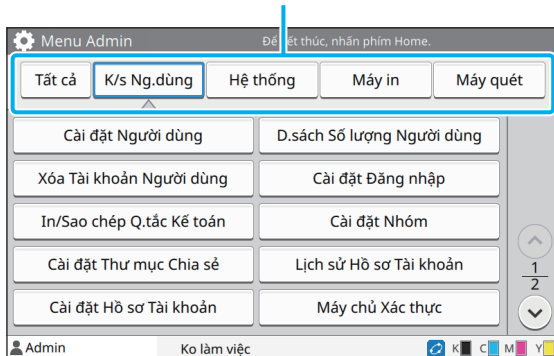 Menu Admin
Để kết thúc, nhấn phím Home.
Tất cả
K/s Ng.dùng
Hệ thống
Máy in
Máy quét
Cài đặt Người dùng
D.sách Số lượng Người dùng
Xóa Tài khoản Người dùng
Cài đặt Đăng nhập
In/Sao chép Q.tắc Kế toán
Cài đặt Nhóm
Cài đặt Thư mục Chia sẻ
Lịch sử Hồ sơ Tài khoản
1
2
Cài đặt Hồ sơ Tài khoản
Máy chủ Xác thực
Admin
Ko làm việc
K C M Y